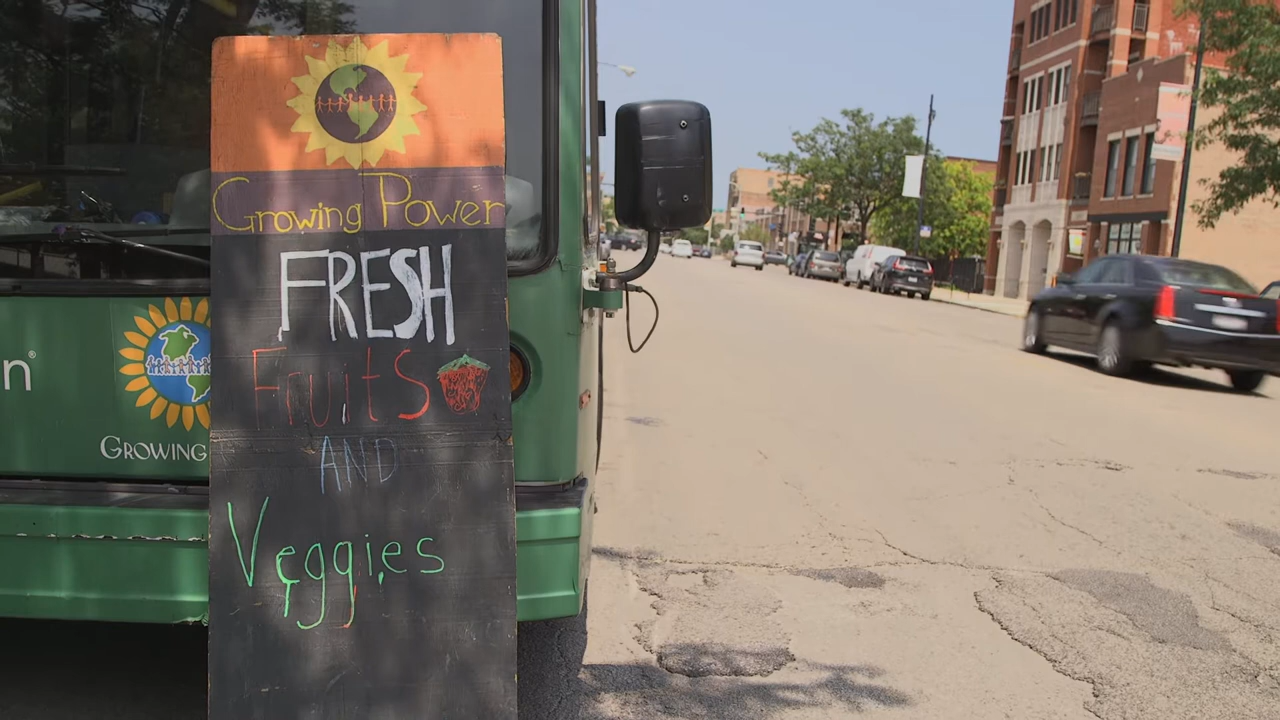 Growing Power
FRESH
Fruits
AND
Veggies
n®
GROWING